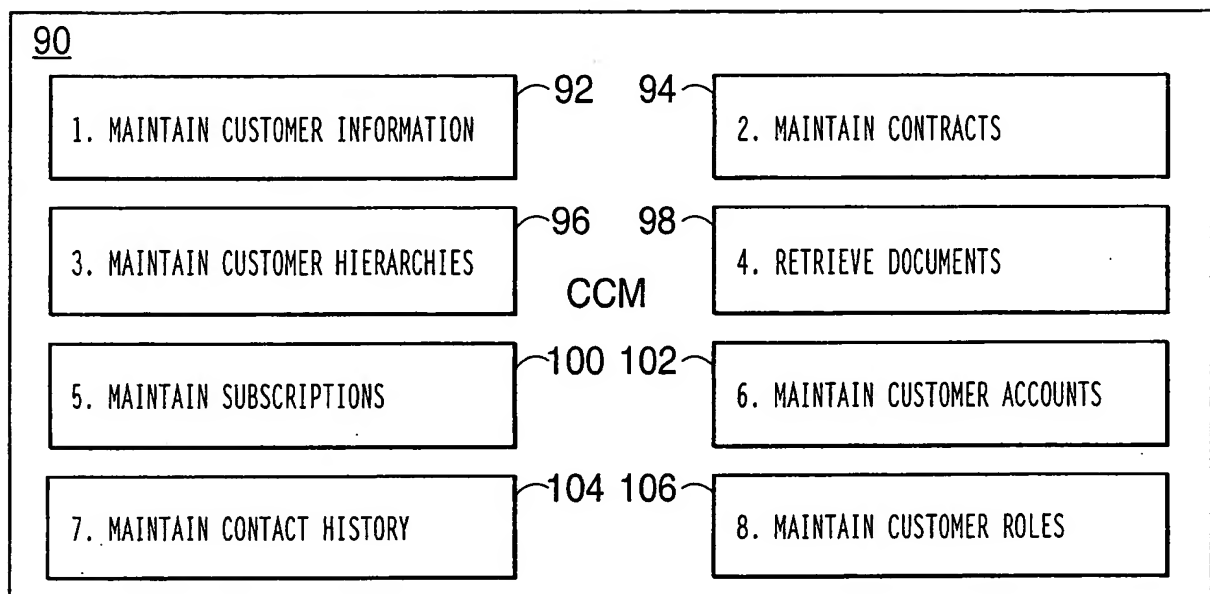 90
92 94
1. MAINTAIN CUSTOMER INFORMATION
2. MAINTAIN CONTRACTS
96 98
3. MAINTAIN CUSTOMER HIERARCHIES
4. RETRIEVE DOCUMENTS
CCM
100 102
5. MAINTAIN SUBSCRIPTIONS
6. MAINTAIN CUSTOMER ACCOUNTS
104 106
7. MAINTAIN CONTACT HISTORY
8. MAINTAIN CUSTOMER ROLES